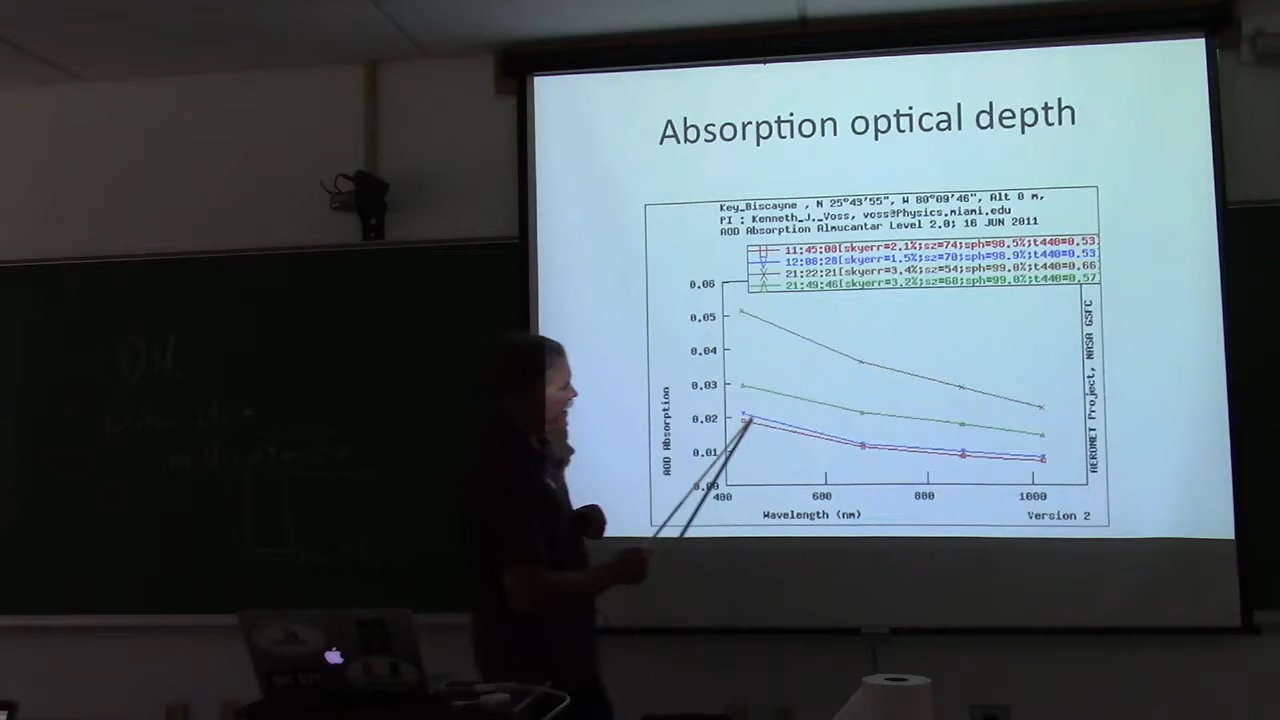 Absorption optical depth
Key_Biscayne , N 25°43'55", W 80°09'46", Alt 0 m,
PI : Kenneth_J._Voss, voss@Physics.miami.edu
AOD Absorption Almucantar Level 2.0; 16 JUN 2011
11:45:08[skyerr=2.1%;sz=74;sph=98.5%;t440=0.53]
12:08:28[skyerr=1.5%;sz=70;sph=98.9%;t440=0.53]
21:22:21[skyerr=3.4%;sz=54;sph=99.0%;t440=0.66]
21:49:46[skyerr=3.2%;sz=60;sph=99.0%;t440=0.57]
0.06
0.05
0.04
0.03
0.02
0.01
0.00
AOD Absorption
AERONET Project, NASA GSFC
400 600 800 1000
Wavelength (nm)
Version 2